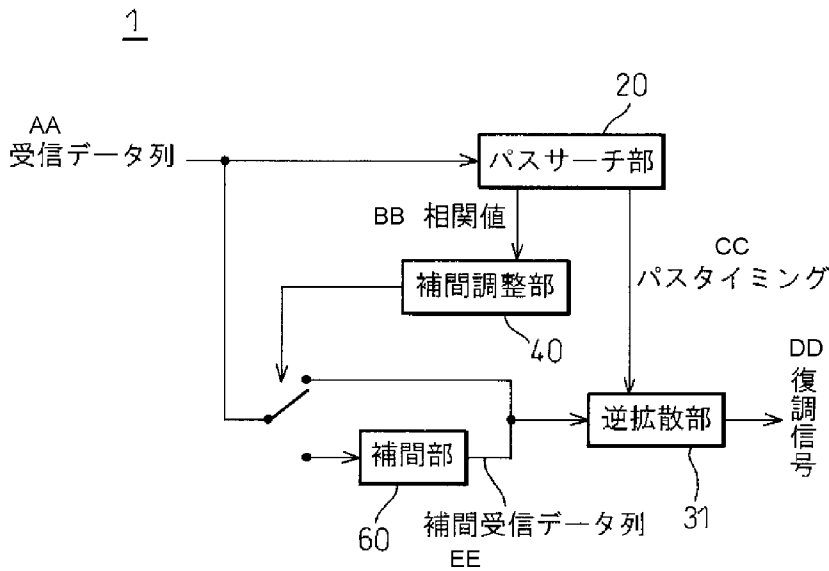 1
20
AA
受信データ列
パスサーチ部
BB 相関値
CC
パスタイミング
補間調整部
40
DD
復調信号
逆拡散部
31
補間部
60
補間受信データ列
EE